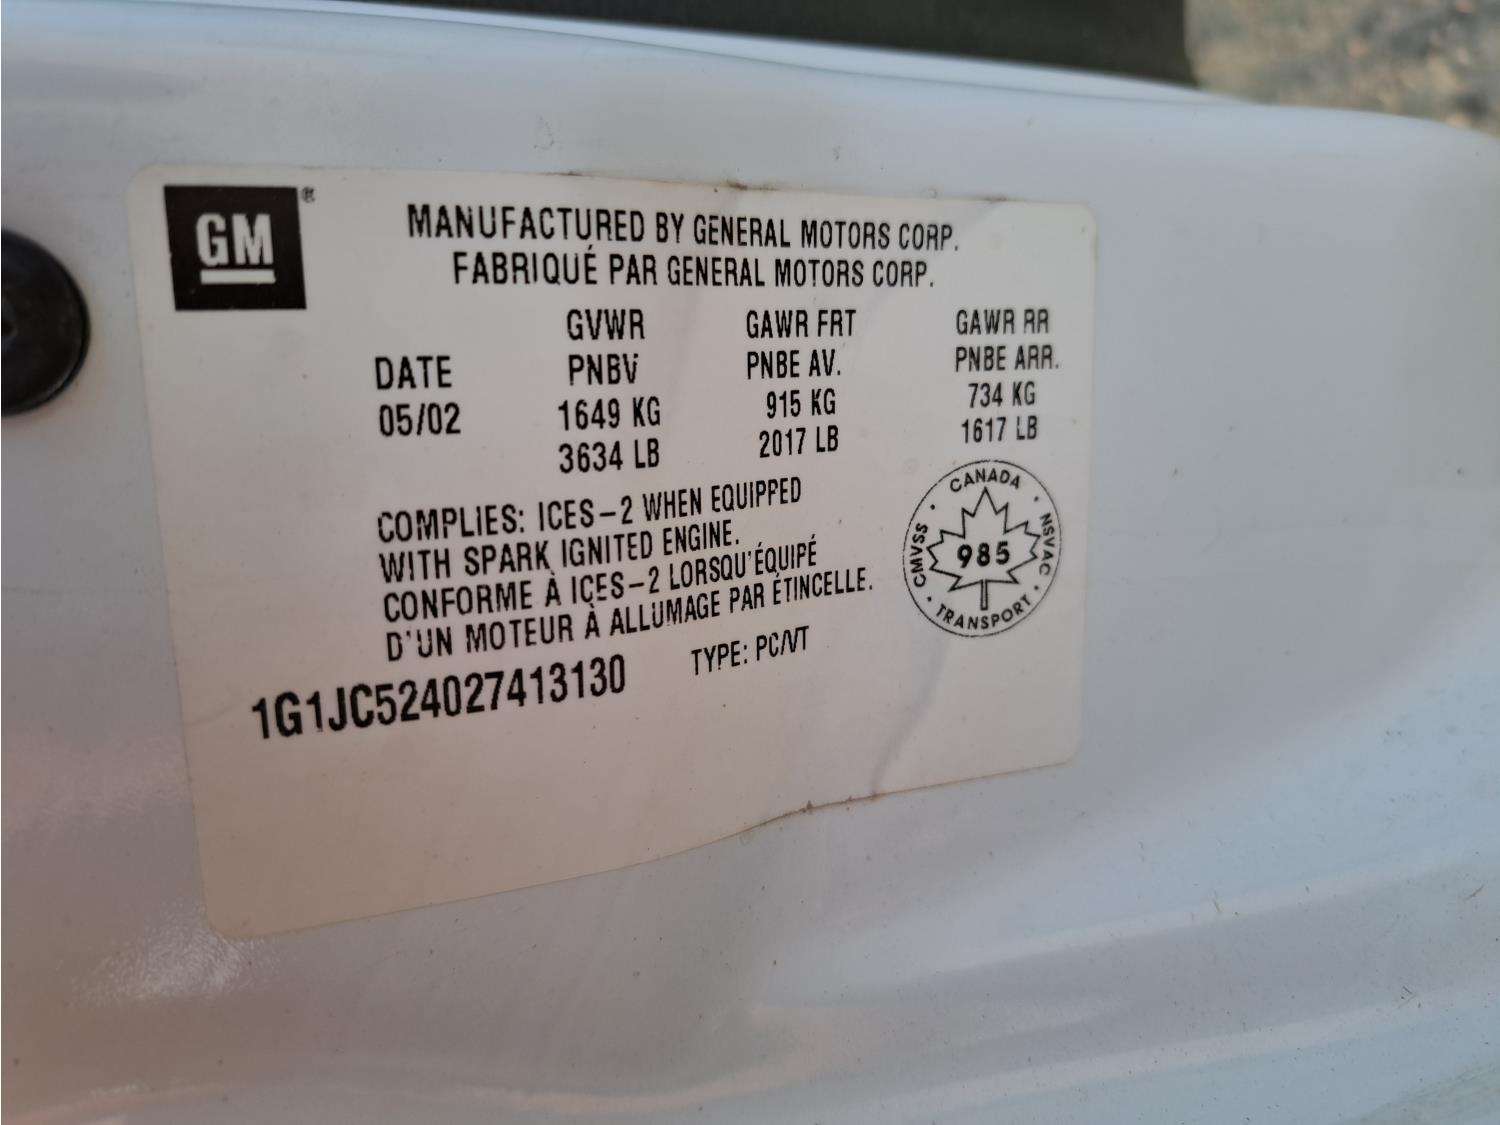 GM®
MANUFACTURED BY GENERAL MOTORS CORP.
FABRIQUÉ PAR GENERAL MOTORS CORP.
GVWR GAWR FRT GAWR RR
DATE PNBV PNBE AV. PNBE ARR.
05/02 1649 KG 915 KG 734 KG
3634 LB 2017 LB 1617 LB
COMPLIES: ICES-2 WHEN EQUIPPED
WITH SPARK IGNITED ENGINE.
CONFORME À ICES-2 LORSQU'ÉQUIPÉ
D'UN MOTEUR À ALLUMAGE PAR ÉTINCELLE.
CANADA · NSVAC · TRANSPORT · CMVSS ·
985
1G1JC524027413130 TYPE: PC/VT